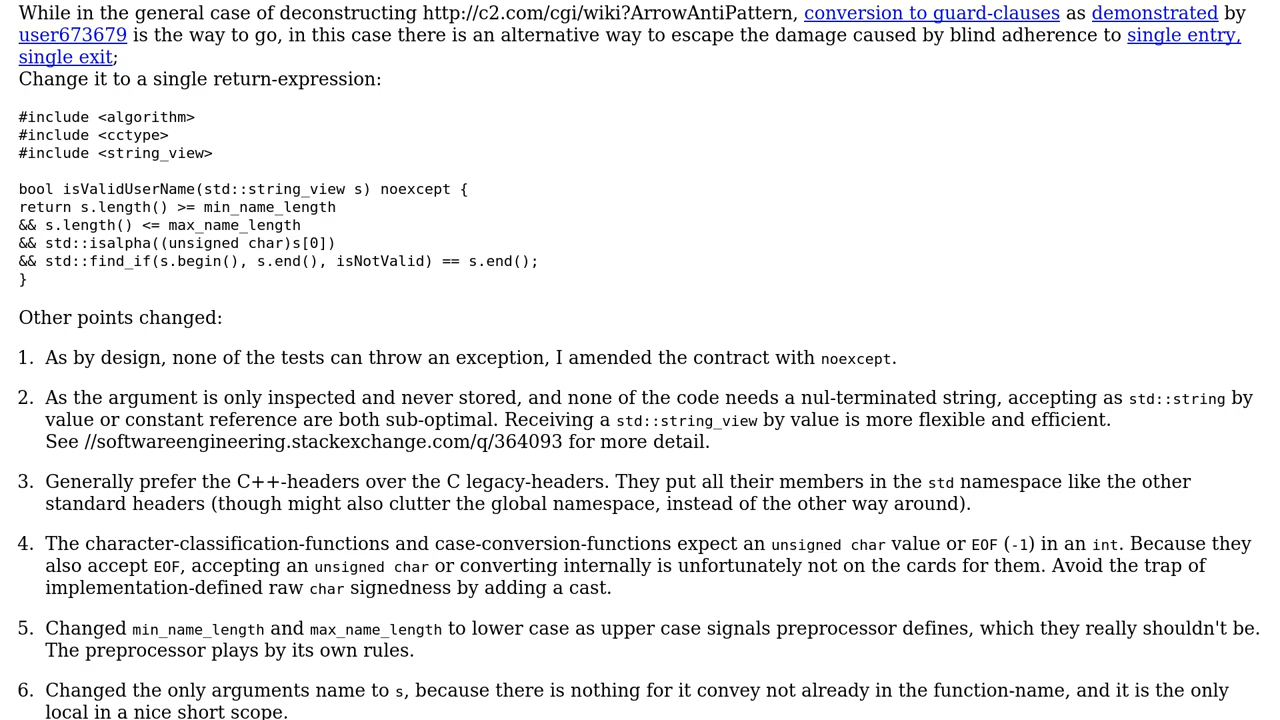 While in the general case of deconstructing http://c2.com/cgi/wiki?ArrowAntiPattern, conversion to guard-clauses as demonstrated by
user673679 is the way to go, in this case there is an alternative way to escape the damage caused by blind adherence to single entry,
single exit;
Change it to a single return-expression:
#include <algorithm>
#include <cctype>
#include <string_view>
bool isValidUserName(std::string_view s) noexcept {
return s.length() >= min_name_length
&& s.length() <= max_name_length
&& std::isalpha((unsigned char)s[0])
&& std::find_if(s.begin(), s.end(), isNotValid) == s.end();
}
Other points changed:
1. As by design, none of the tests can throw an exception, I amended the contract with noexcept.
2. As the argument is only inspected and never stored, and none of the code needs a nul-terminated string, accepting as std::string by
value or constant reference are both sub-optimal. Receiving a std::string_view by value is more flexible and efficient.
See //softwareengineering.stackexchange.com/q/364093 for more detail.
3. Generally prefer the C++-headers over the C legacy-headers. They put all their members in the std namespace like the other
standard headers (though might also clutter the global namespace, instead of the other way around).
4. The character-classification-functions and case-conversion-functions expect an unsigned char value or EOF (-1) in an int. Because they
also accept EOF, accepting an unsigned char or converting internally is unfortunately not on the cards for them. Avoid the trap of
implementation-defined raw char signedness by adding a cast.
5. Changed min_name_length and max_name_length to lower case as upper case signals preprocessor defines, which they really shouldn't be.
The preprocessor plays by its own rules.
6. Changed the only arguments name to s, because there is nothing for it convey not already in the function-name, and it is the only
local in a nice short scope.